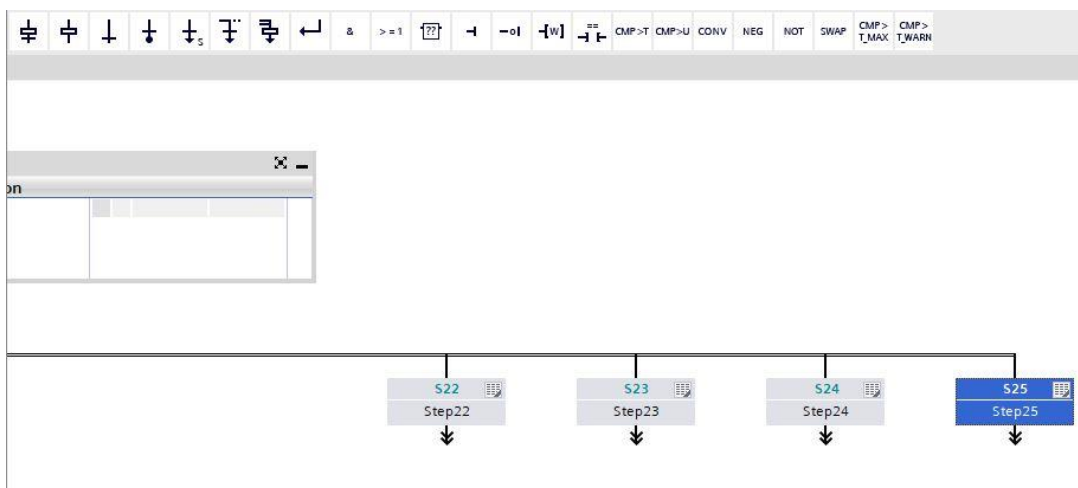 S & >=1 ?? [W] == CMP>T CMP>U CONV NEG NOT SWAP CMP> T_MAX CMP> T_WARN
on
S22 S23 S24 S25
Step22 Step23 Step24 Step25